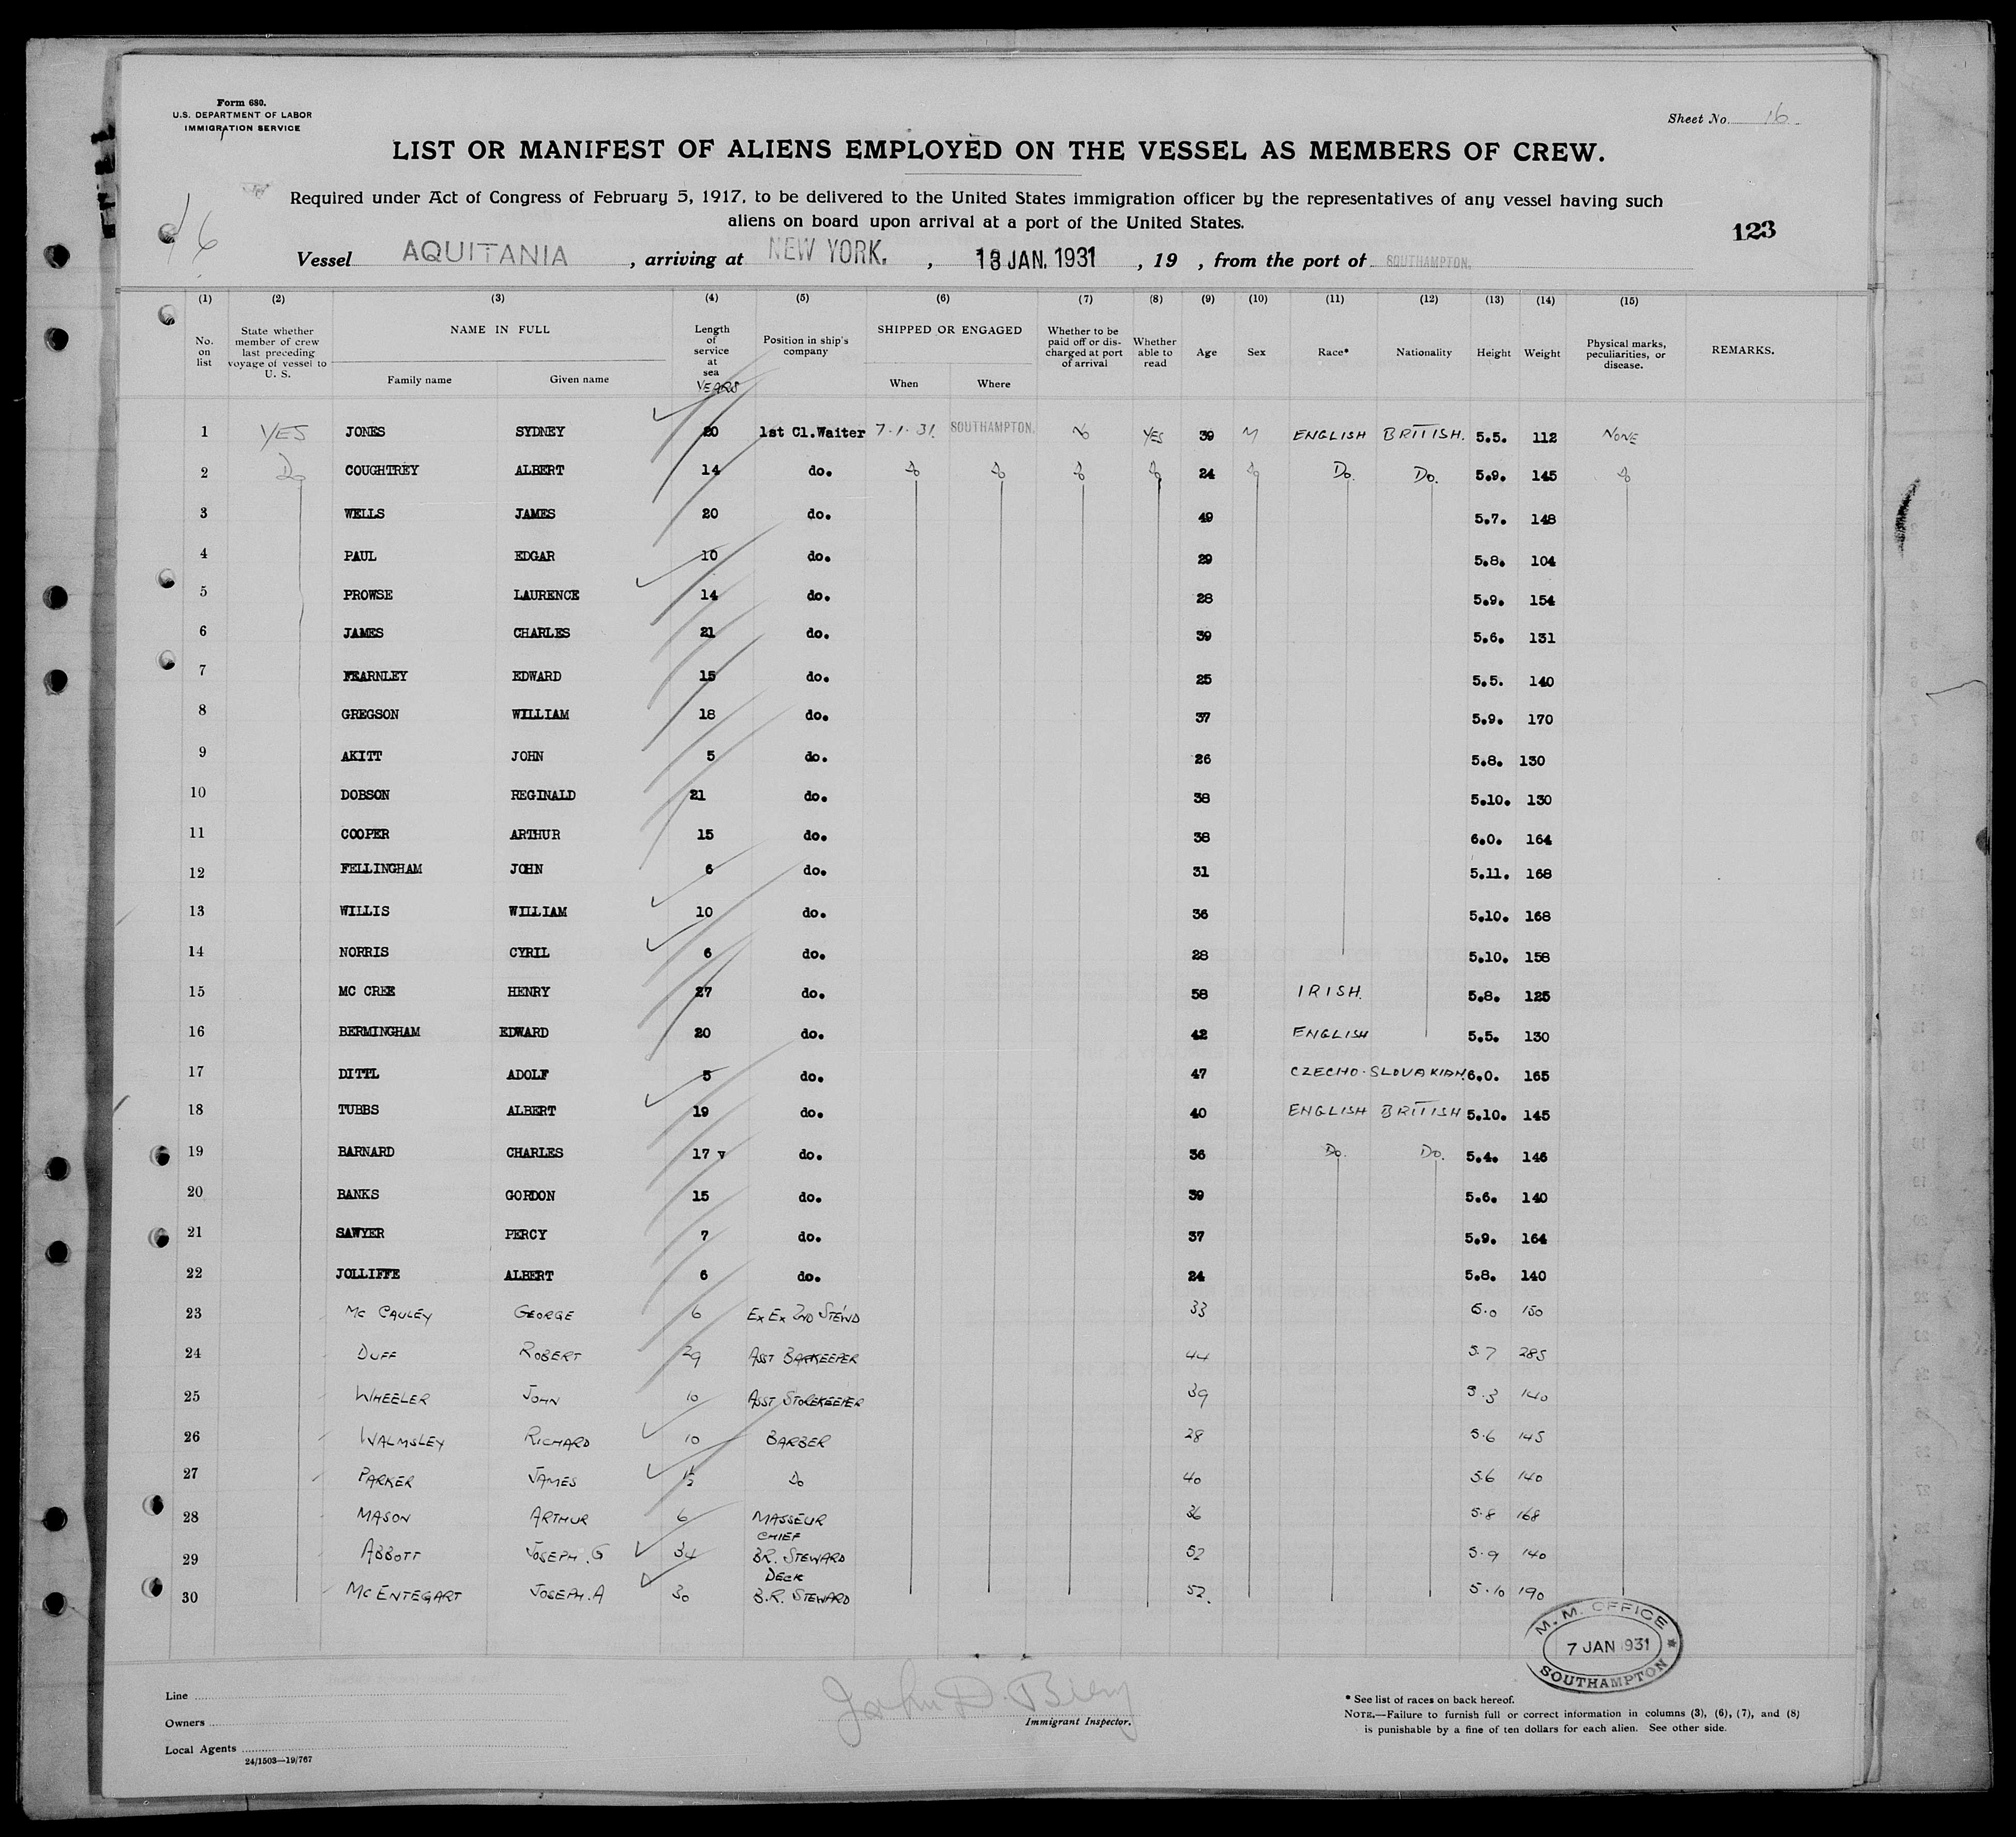 Form 680.
U.S. DEPARTMENT OF LABOR
IMMIGRATION SERVICE
Sheet No. 16
LIST OR MANIFEST OF ALIENS EMPLOYED ON THE VESSEL AS MEMBERS OF CREW.
Required under Act of Congress of February 5, 1917, to be delivered to the United States immigration officer by the representatives of any vessel having such
aliens on board upon arrival at a port of the United States.
123
Vessel AQUITANIA, arriving at NEW YORK., 13 JAN. 1931, 19 , from the port of SOUTHAMPTON.
(1) (2) (3) (4) (5) (6) (7) (8) (9) (10) (11) (12) (13) (14) (15)
No. on list State whether member of crew last preceding voyage of vessel to U. S. NAME IN FULL Family name Given name Length of service at sea YEARS Position in ship's company SHIPPED OR ENGAGED When Where Whether to be paid off or discharged at port of arrival Whether able to read Age Sex Race* Nationality Height Weight Physical marks, peculiarities, or disease. REMARKS.
1 YES JONES SYDNEY 20 1st Cl.Waiter 7.1.31. SOUTHAMPTON. No YES 39 M ENGLISH BRITISH. 5.5. 112 NONE
2 Do COUGHTREY ALBERT 14 do. do do do do 24 do Do. Do. 5.9. 145 do
3 WELLS JAMES 20 do. 49 5.7. 148
4 PAUL EDGAR 10 do. 29 5.8. 104
5 PROWSE LAURENCE 14 do. 28 5.9. 154
6 JAMES CHARLES 21 do. 39 5.6. 131
7 FEARNLEY EDWARD 15 do. 25 5.5. 140
8 GREGSON WILLIAM 18 do. 37 5.9. 170
9 AKITT JOHN 5 do. 26 5.8. 130
10 DOBSON REGINALD 21 do. 38 5.10. 130
11 COOPER ARTHUR 15 do. 38 6.0. 164
12 FELLINGHAM JOHN 6 do. 31 5.11. 168
13 WILLIS WILLIAM 10 do. 36 5.10. 168
14 NORRIS CYRIL 6 do. 28 5.10. 158
15 MC CREE HENRY 27 do. 58 IRISH. 5.8. 125
16 BERMINGHAM EDWARD 20 do. 42 ENGLISH 5.5. 130
17 DITTL ADOLF 5 do. 47 CZECHO-SLOVAKIAN. 6.0. 165
18 TUBBS ALBERT 19 do. 40 ENGLISH BRITISH 5.10. 145
19 BARNARD CHARLES 17 do. 36 Do. Do. 5.4. 146
20 BANKS GORDON 15 do. 39 5.6. 140
21 SAWYER PERCY 7 do. 37 5.9. 164
22 JOLLIFFE ALBERT 6 do. 24 5.8. 140
23 MC CAULEY GEORGE 6 EX EX 2ND STEWD 33 6.0 150
24 DUFF ROBERT 29 ASST BARKEEPER 44 5.7 285
25 WHEELER JOHN 10 ASST STOREKEEPER 39 5.3 140
26 WALMSLEY RICHARD 10 BARBER 28 5.6 145
27 PARKER JAMES 1½ Do 40 5.6 140
28 MASON ARTHUR 6 MASSEUR 36 5.8 168
29 ABBOTT JOSEPH.G 34 CHIEF BR. STEWARD 52 5.9 140
30 MCENTEGART JOSEPH.A 30 DECK B.R. STEWARD 52. 5.10 190
M. M. OFFICE
7 JAN 1931
SOUTHAMPTON
Line
Owners
Local Agents
24/1503—19/767
Immigrant Inspector.
* See list of races on back hereof.
NOTE.—Failure to furnish full or correct information in columns (3), (6), (7), and (8)
is punishable by a fine of ten dollars for each alien. See other side.